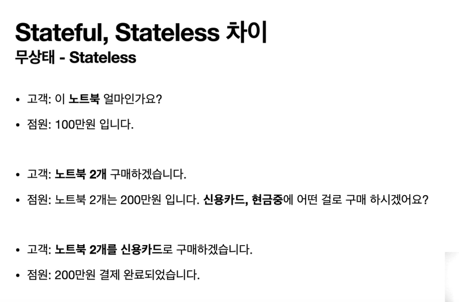 Stateful, Stateless 차이
무상태 - Stateless
• 고객: 이 노트북 얼마인가요?
• 점원: 100만원 입니다.
• 고객: 노트북 2개 구매하겠습니다.
• 점원: 노트북 2개는 200만원 입니다. 신용카드, 현금중에 어떤 걸로 구매 하시겠어요?
• 고객: 노트북 2개를 신용카드로 구매하겠습니다.
• 점원: 200만원 결제 완료되었습니다.